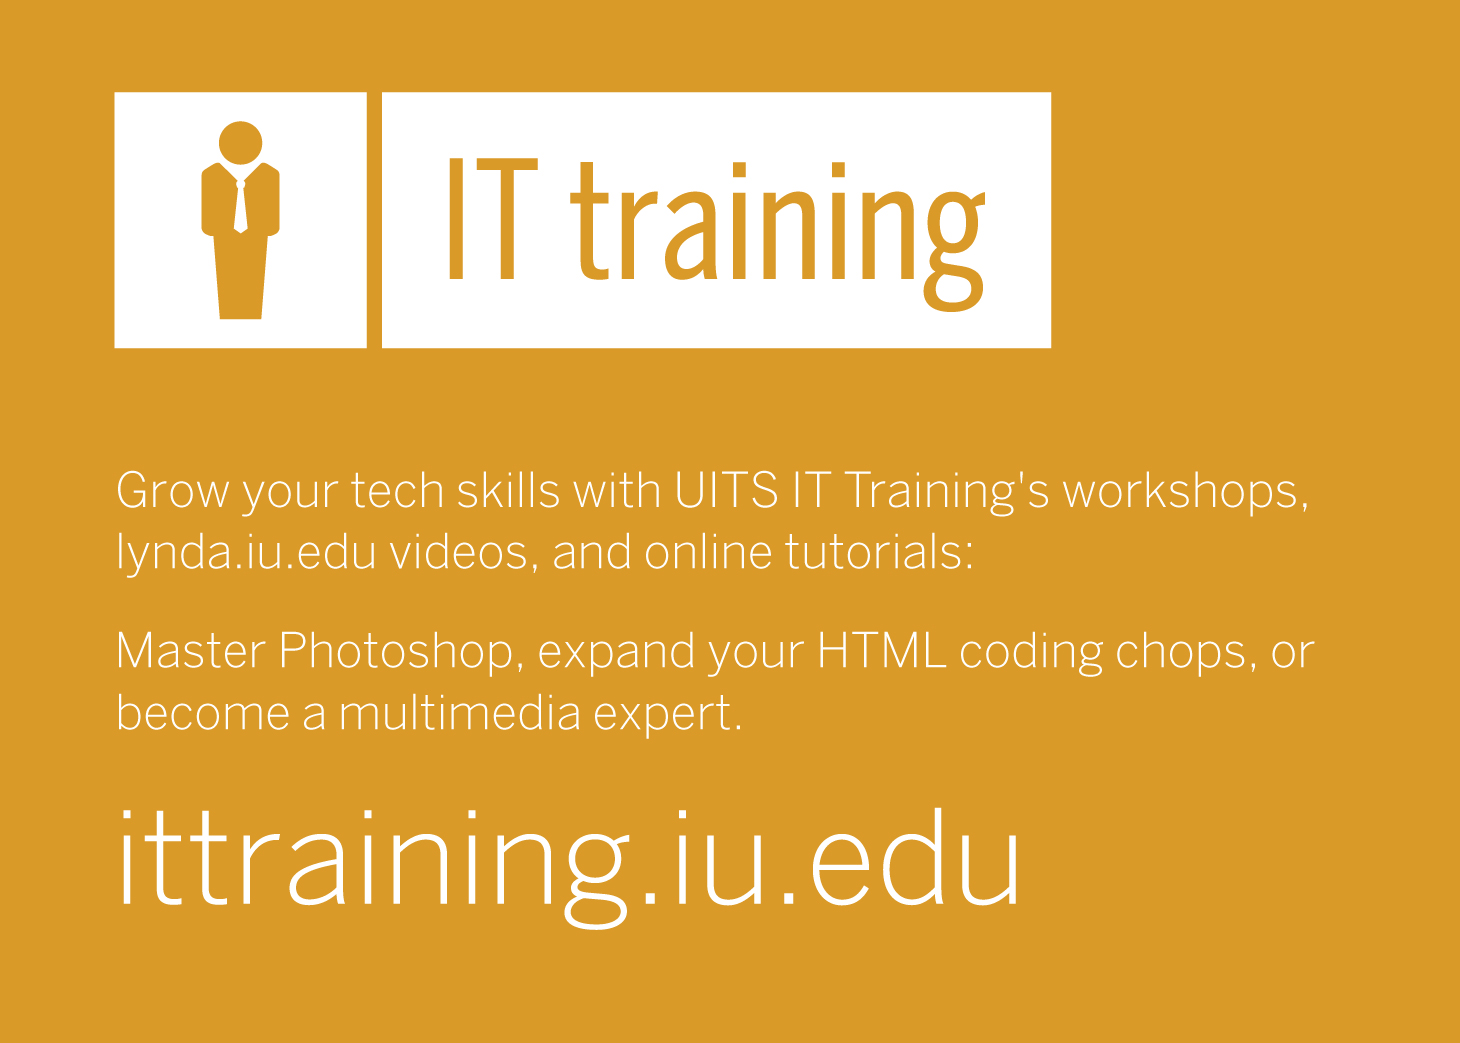 IT training
Grow your tech skills with UITS IT Training's workshops,
lynda.iu.edu videos, and online tutorials:
Master Photoshop, expand your HTML coding chops, or
become a multimedia expert.
ittraining.iu.edu